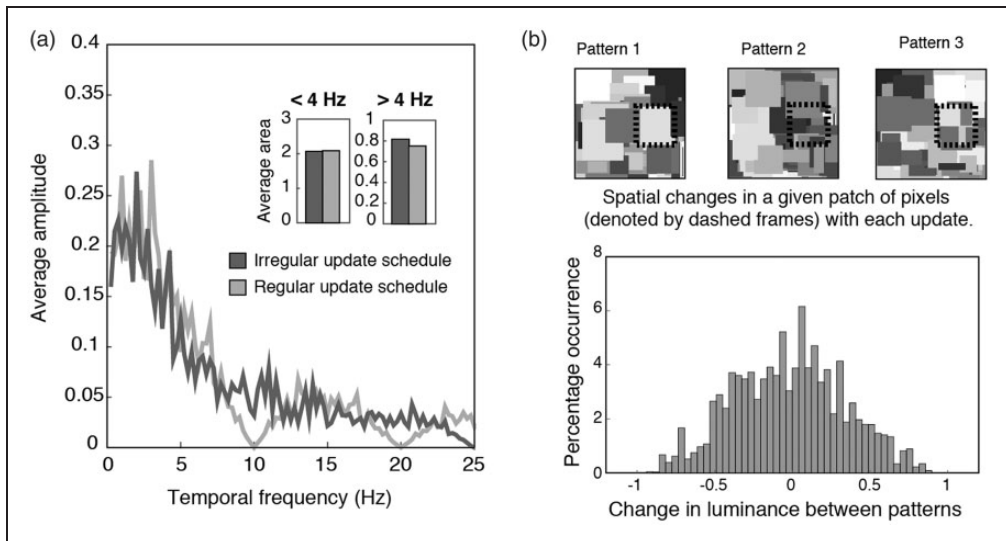 (a)
0.4
0.35
0.3
0.25
0.2
0.15
0.1
0.05
0
Average amplitude
0
5
10
15
20
25
Temporal frequency (Hz)
< 4 Hz
> 4 Hz
3
2
1
0
Average area
1
0.8
0.6
0.4
0.2
0
Irregular update schedule
Regular update schedule
(b)
Pattern 1
Pattern 2
Pattern 3
Spatial changes in a given patch of pixels
(denoted by dashed frames) with each update.
8
6
4
2
0
Percentage occurrence
-1
-0.5
0
0.5
1
Change in luminance between patterns